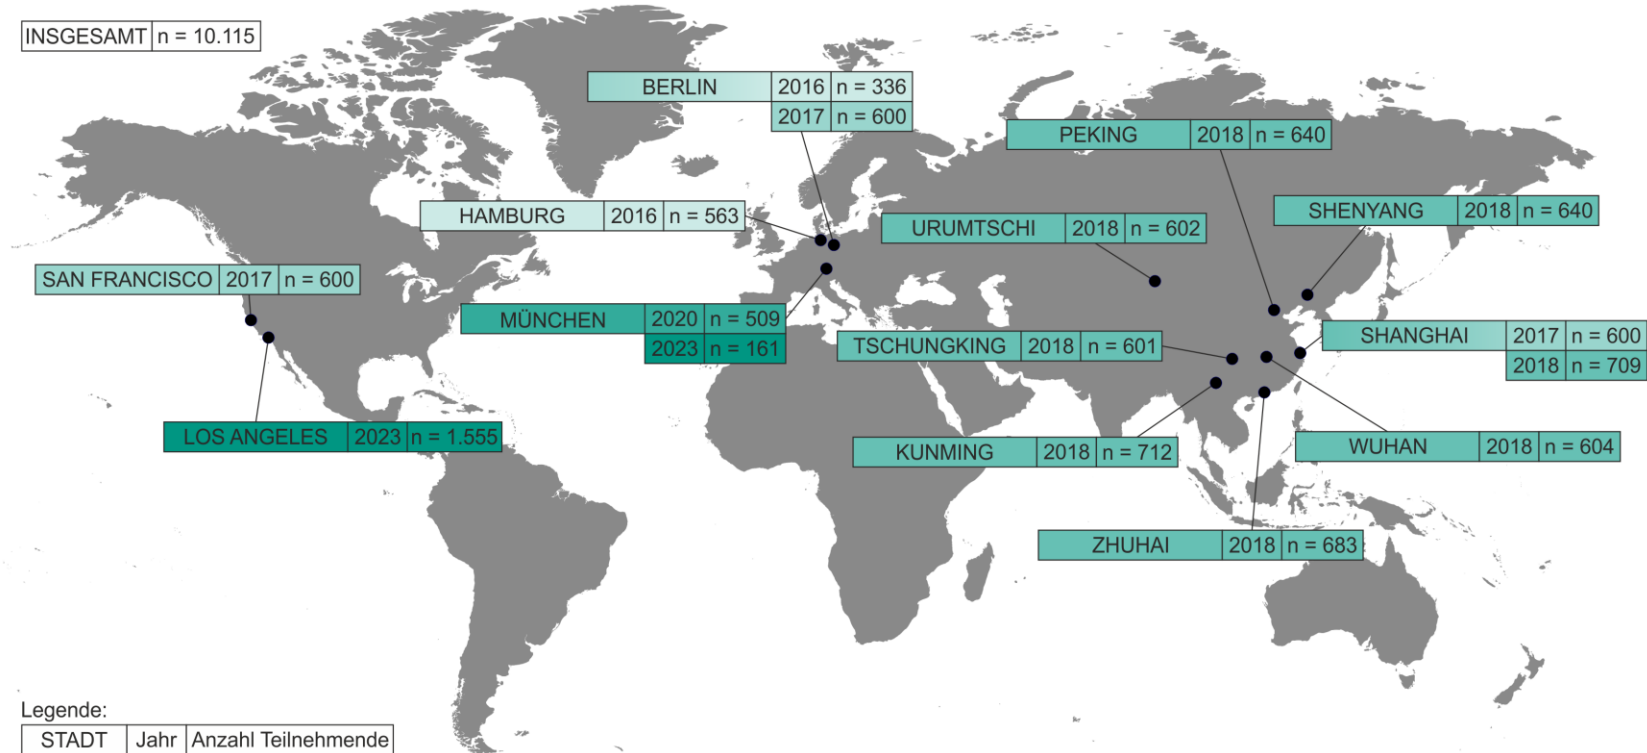 INSGESAMT n = 10.115
BERLIN 2016 n = 336
2017 n = 600
PEKING 2018 n = 640
HAMBURG 2016 n = 563
URUMTSCHI 2018 n = 602
SHENYANG 2018 n = 640
SAN FRANCISCO 2017 n = 600
MÜNCHEN 2020 n = 509
2023 n = 161
TSCHUNGKING 2018 n = 601
SHANGHAI 2017 n = 600
2018 n = 709
LOS ANGELES 2023 n = 1.555
KUNMING 2018 n = 712
WUHAN 2018 n = 604
ZHUHAI 2018 n = 683
Legende:
STADT Jahr Anzahl Teilnehmende